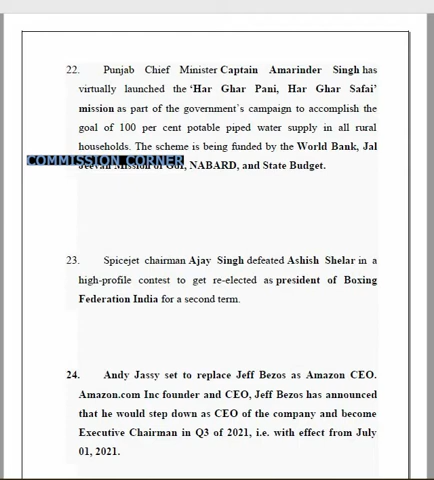 22. Punjab Chief Minister Captain Amarinder Singh has
virtually launched the ‘Har Ghar Pani, Har Ghar Safai’
mission as part of the government’s campaign to accomplish the
goal of 100 per cent potable piped water supply in all rural
households. The scheme is being funded by the World Bank, Jal
COMMISSION CORNER
Jeevan Mission of GoI, NABARD, and State Budget.
23. Spicejet chairman Ajay Singh defeated Ashish Shelar in a
high-profile contest to get re-elected as president of Boxing
Federation India for a second term.
24. Andy Jassy set to replace Jeff Bezos as Amazon CEO.
Amazon.com Inc founder and CEO, Jeff Bezos has announced
that he would step down as CEO of the company and become
Executive Chairman in Q3 of 2021, i.e. with effect from July
01, 2021.